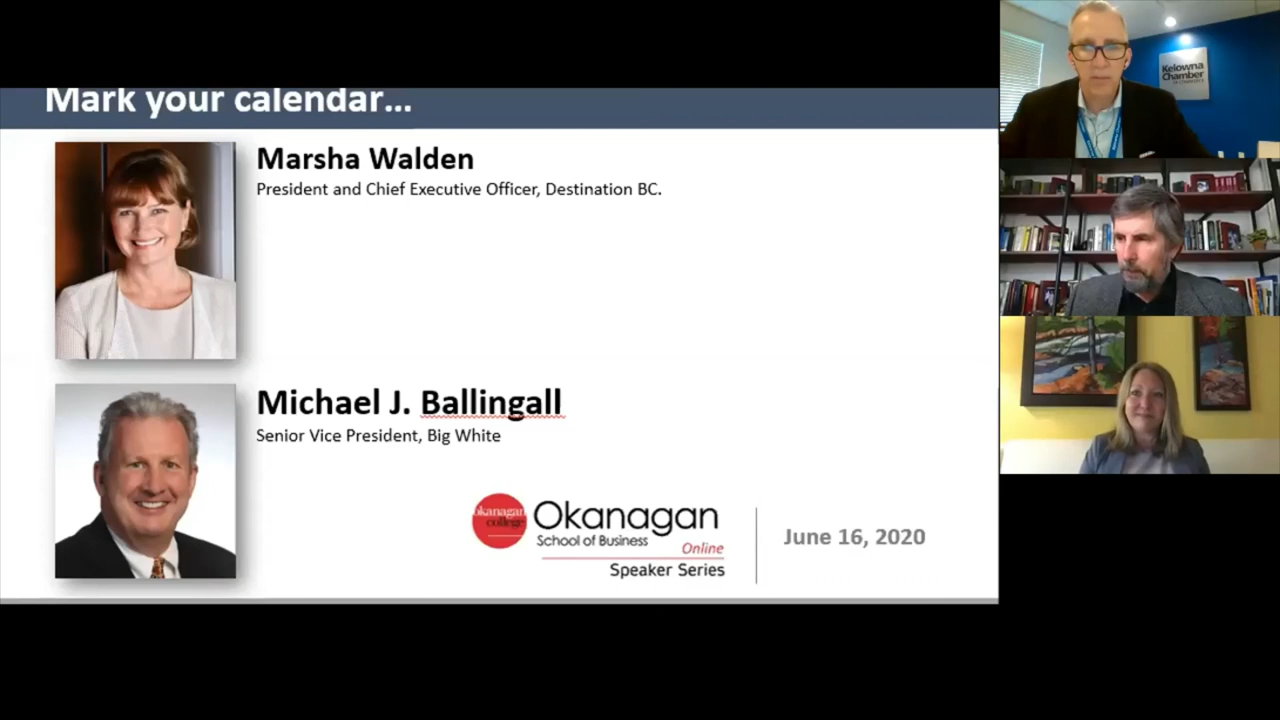 Mark your calendar...
Marsha Walden
President and Chief Executive Officer, Destination BC.
Michael J. Ballingall
Senior Vice President, Big White
okanagan
college
Okanagan
School of Business
Online
Speaker Series
June 16, 2020
Kelowna
Chamber